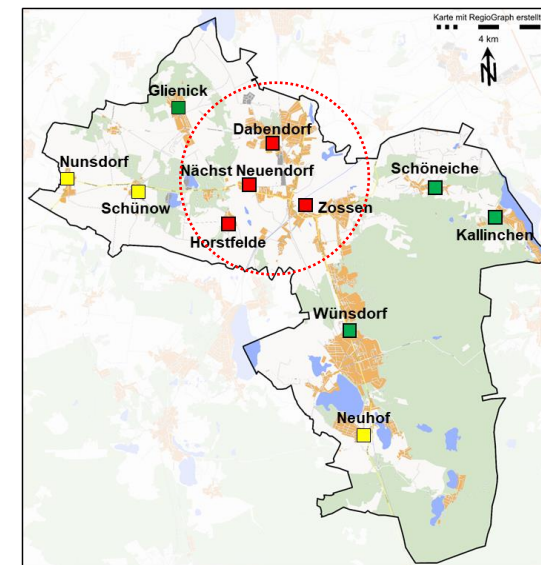 Karte mit RegioGraph erstellt
4 km
N
Glienick
Dabendorf
Nunsdorf
Nächst Neuendorf
Schöneiche
Schünow
Zossen
Horstfelde
Kallinchen
Wünsdorf
Neuhof